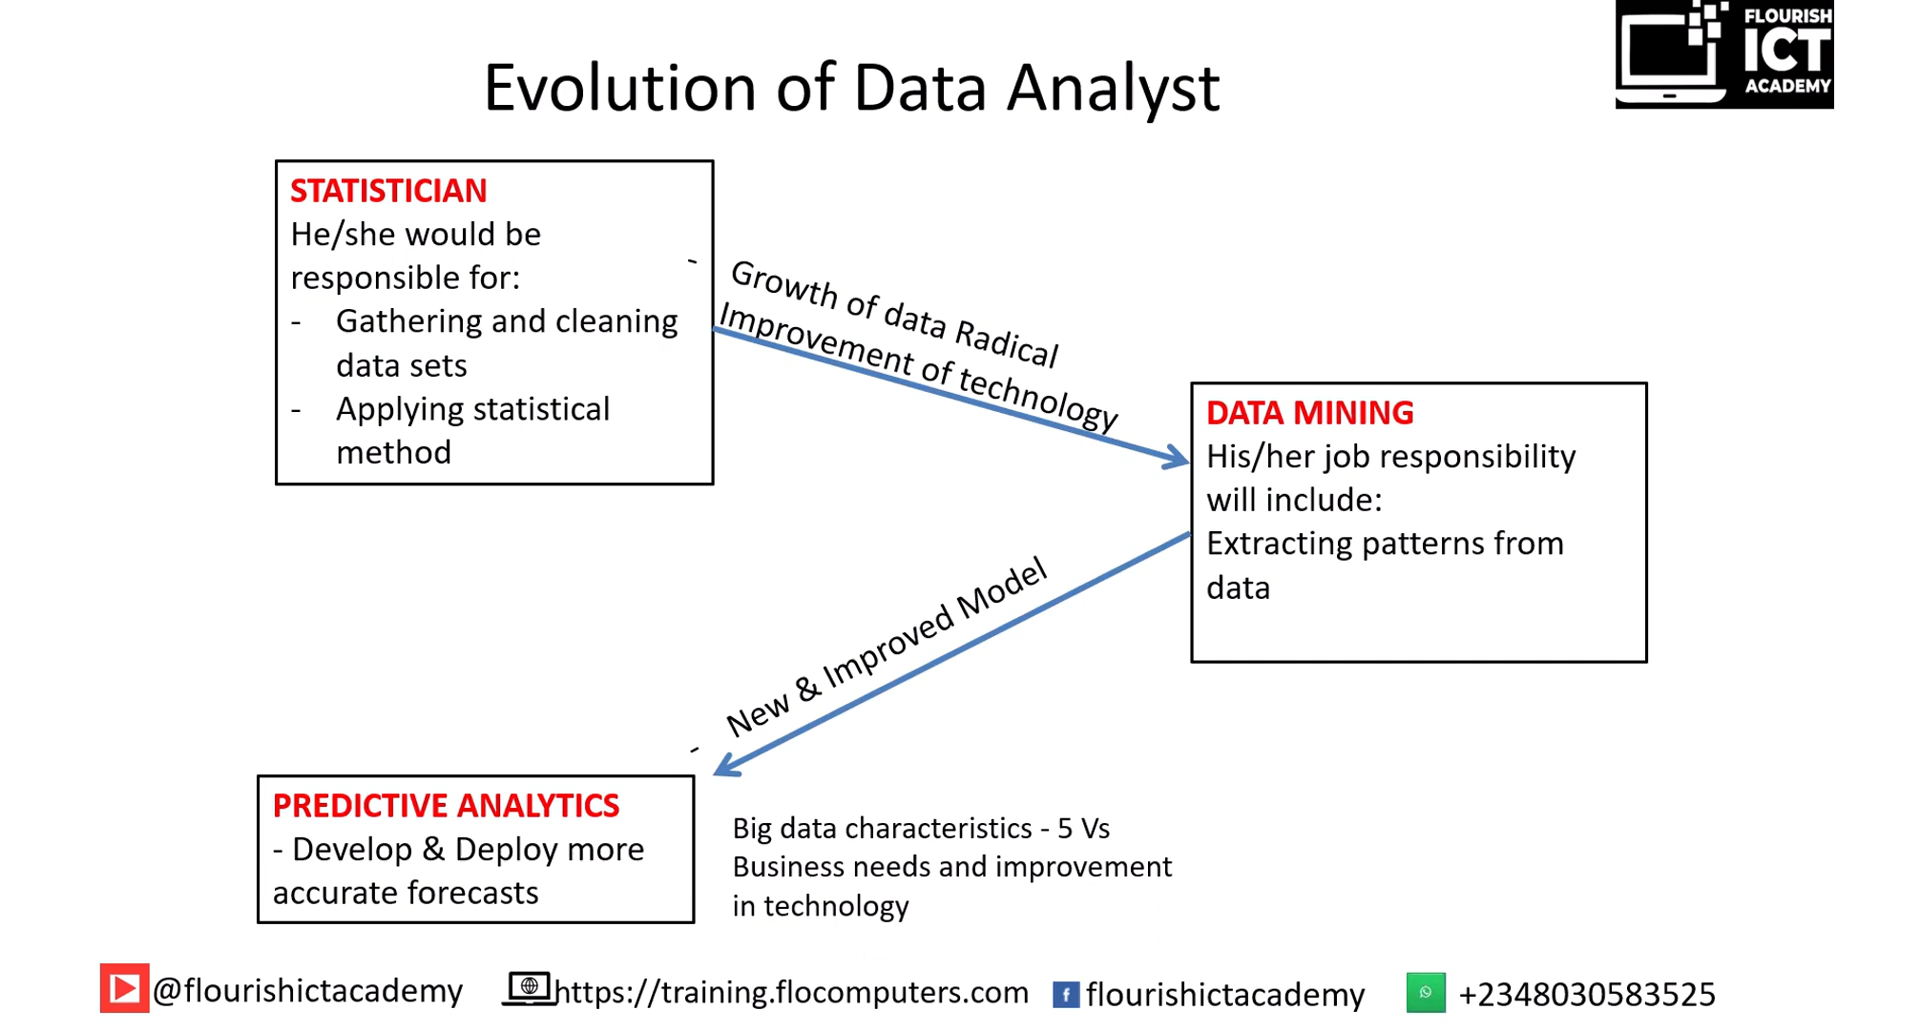 FLOURISH
ICT
ACADEMY
Evolution of Data Analyst
STATISTICIAN
He/she would be
responsible for:
- Gathering and cleaning
data sets
- Applying statistical
method
- Growth of data Radical
Improvement of technology
DATA MINING
His/her job responsibility
will include:
Extracting patterns from
data
- New & Improved Model
PREDICTIVE ANALYTICS
- Develop & Deploy more
accurate forecasts
Big data characteristics - 5 Vs
Business needs and improvement
in technology
@flourishictacademy
https://training.flocomputers.com
flourishictacademy
+2348030583525